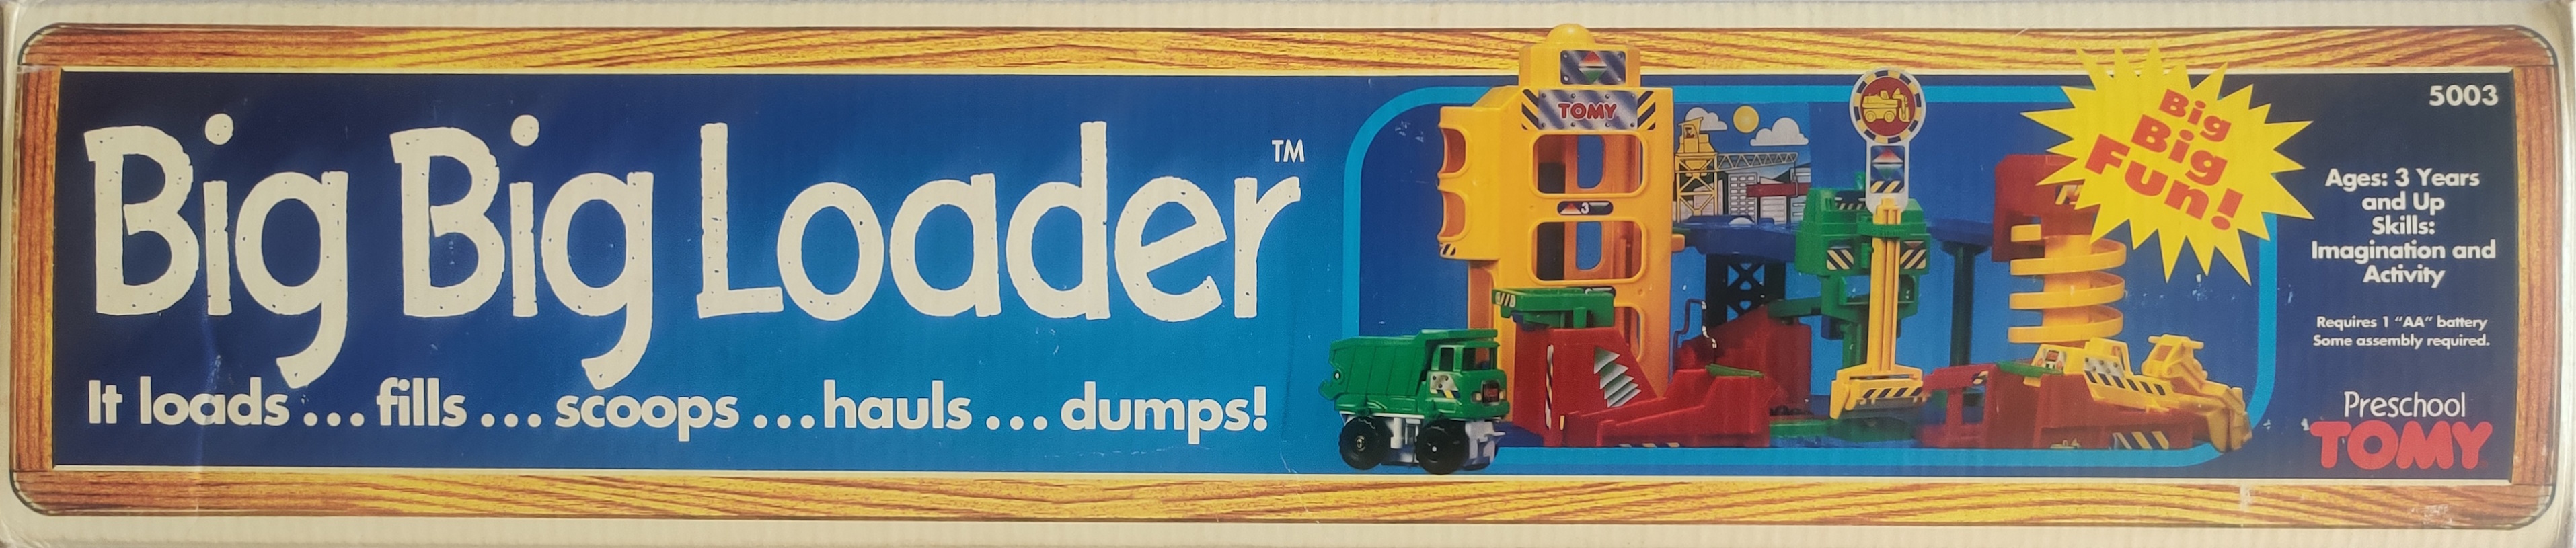 Big Big Loader™
It loads... fills... scoops...hauls... dumps!
TOMY
3
Big
Big
Fun!
5003
Ages: 3 Years
and Up
Skills:
Imagination and
Activity
Requires 1 “AA” battery
Some assembly required.
Preschool
TOMY